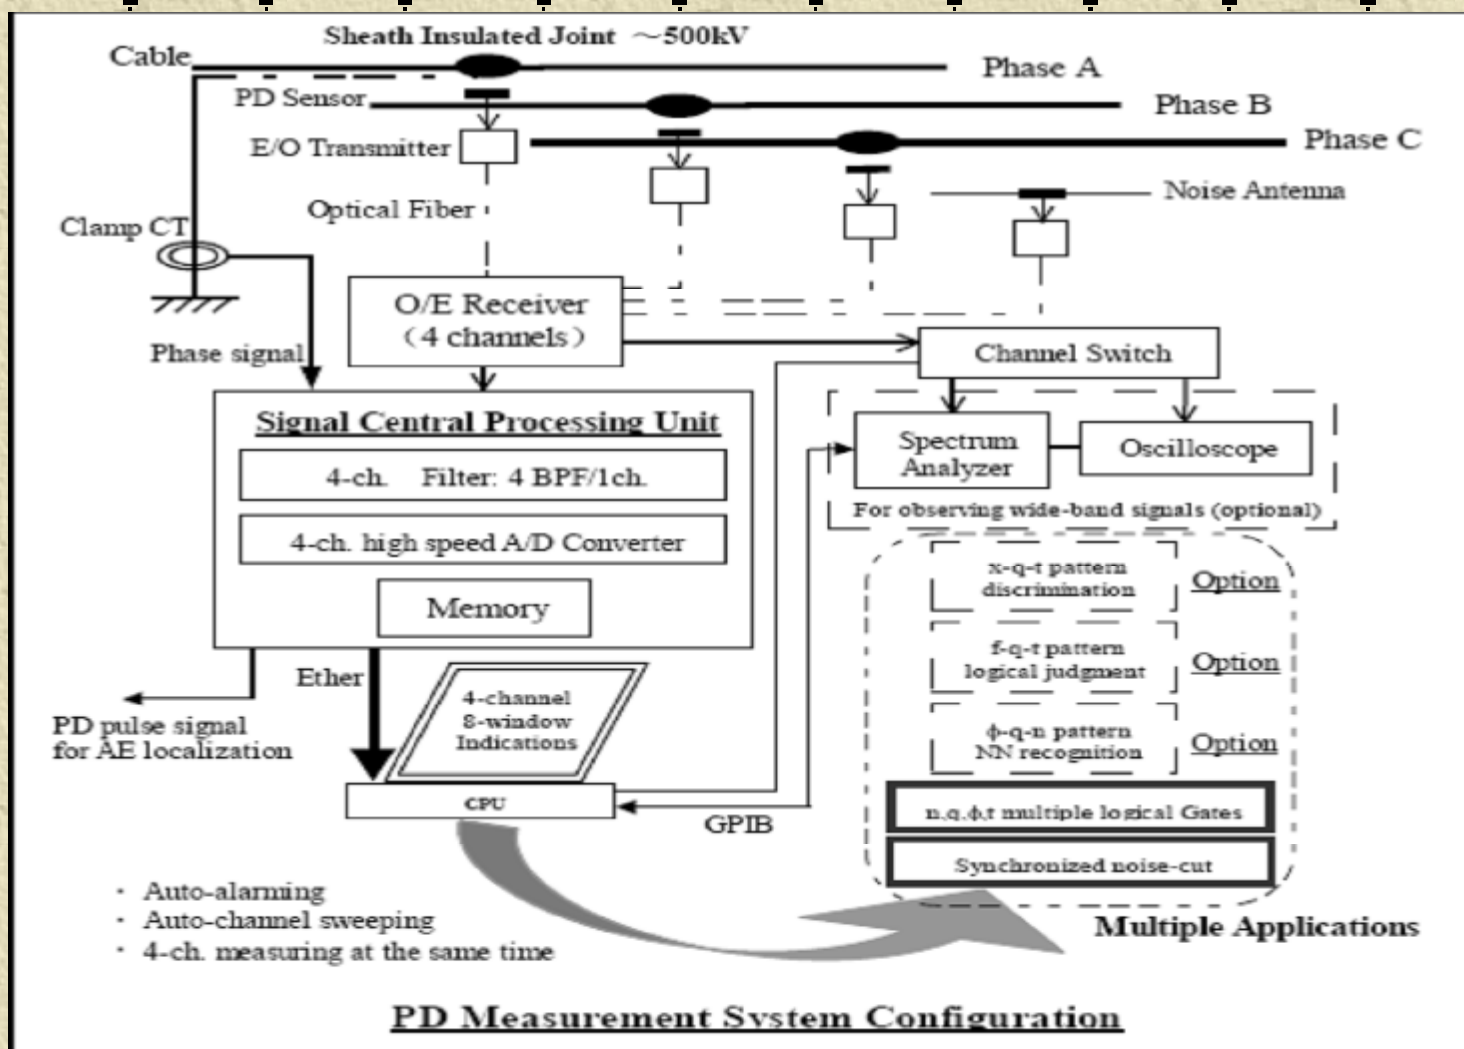 Sheath Insulated Joint ～500kV
Cable
Phase A
PD Sensor
Phase B
E/O Transmitter
Phase C
Noise Antenna
Optical Fiber
Clamp CT
O/E Receiver
（4 channels）
Phase signal
Channel Switch
Signal Central Processing Unit
4-ch. Filter: 4 BPF/1ch.
4-ch. high speed A/D Converter
Memory
Spectrum
Analyzer
Oscilloscope
For observing wide-band signals (optional)
x-q-t pattern
discrimination
Option
f-q-t pattern
logical judgment
Option
ϕ-q-n pattern
NN recognition
Option
n,q,ϕ,t multiple logical Gates
Synchronized noise-cut
Multiple Applications
Ether
4-channel
8-window
Indications
PD pulse signal
for AE localization
CPU
GPIB
· Auto-alarming
· Auto-channel sweeping
· 4-ch. measuring at the same time
PD Measurement System Configuration